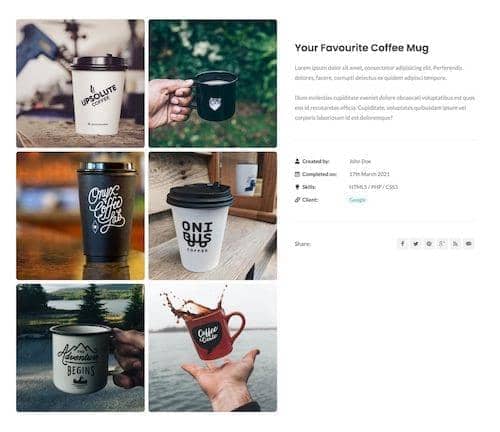 UPSOLUTE
COFFEE
Onyx
Coffee
Lab
ONI
BUS
COFFEE
THE
Adventure
BEGINS
Coffee
Your Favourite Coffee Mug
Lorem ipsum dolor sit amet, consectetur adipisicing elit. Perferendis,
dolores, facere, corrupti delectus ex quidem adipisci tempore.
Illum molestias cupiditate eveniet dolore obcaecati voluptatibus est quos
eos id recusandae officia. Cupiditate, voluptates quibusdam ipsum vel
corporis laboriosam id est doloremque?
Created by: John Doe
Completed on: 17th March 2021
Skills: HTML5 / PHP / CSS3
Client: Google
Share: